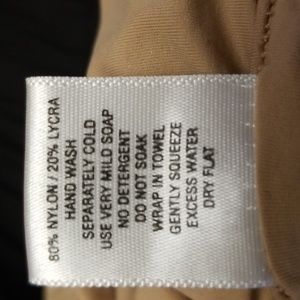 80% NYLON / 20% LYCRA
HAND WASH
SEPARATELY COLD
USE VERY MILD SOAP
NO DETERGENT
DO NOT SOAK
WRAP IN TOWEL
GENTLY SQUEEZE
EXCESS WATER
DRY FLAT